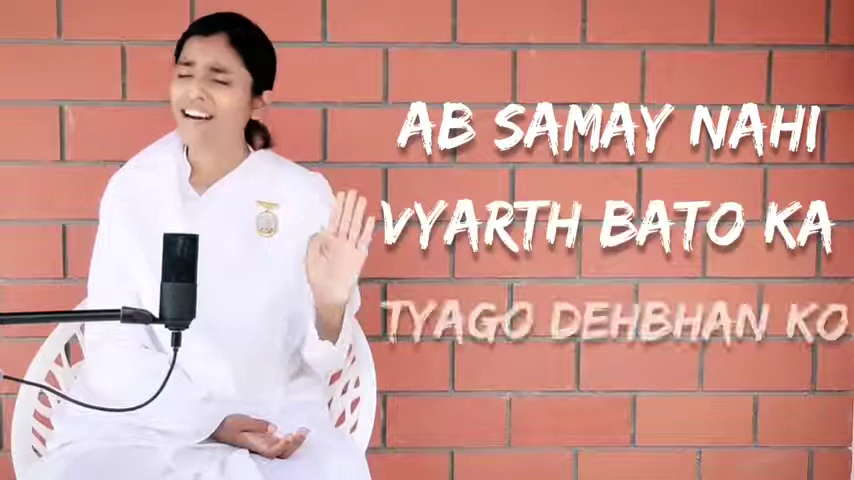 AB SAMAY NAHI
VYARTH BATO KA
TYAGO DEHBHAN KO